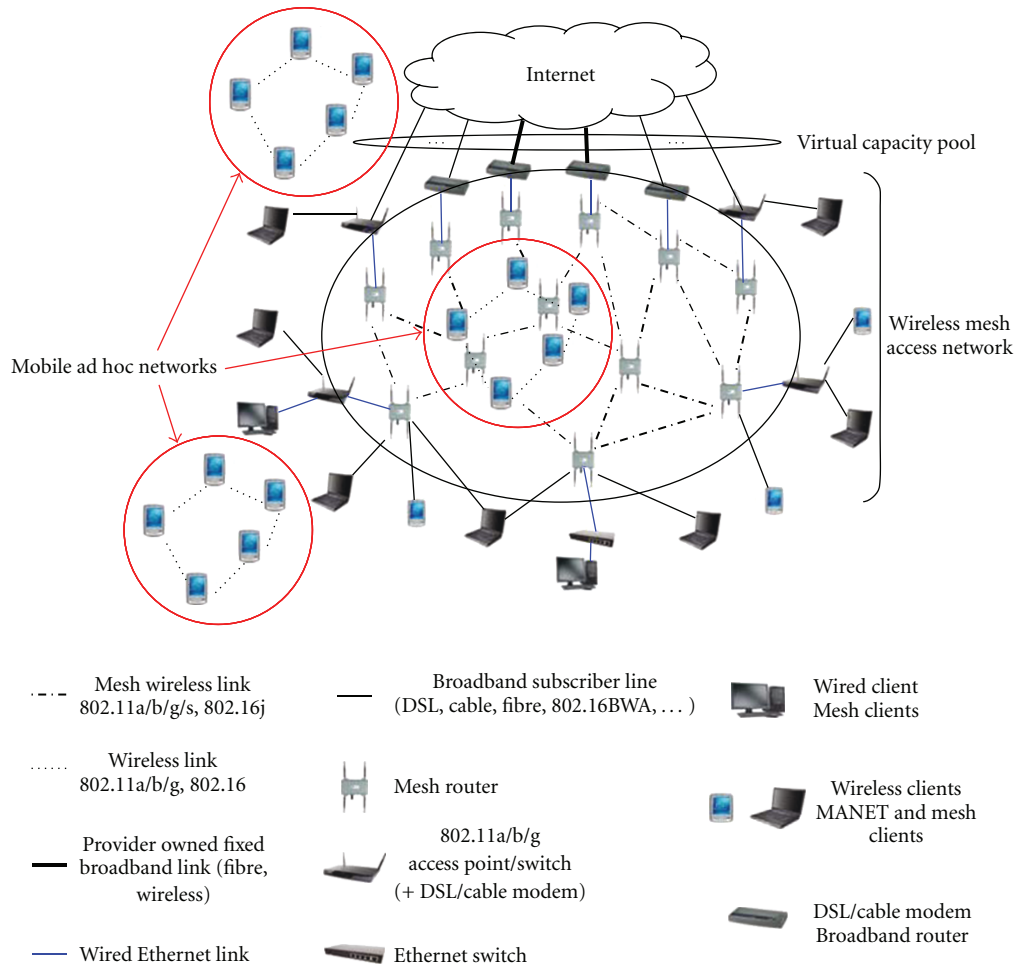 Internet
... ...
Virtual capacity pool
Wireless mesh
access network
Mobile ad hoc networks
Mesh wireless link
802.11a/b/g/s, 802.16j
Wireless link
802.11a/b/g, 802.16
Provider owned fixed
broadband link (fibre,
wireless)
Wired Ethernet link
Broadband subscriber line
(DSL, cable, fibre, 802.16BWA, . . . )
Mesh router
802.11a/b/g
access point/switch
(+ DSL/cable modem)
Ethernet switch
Wired client
Mesh clients
Wireless clients
MANET and mesh
clients
DSL/cable modem
Broadband router